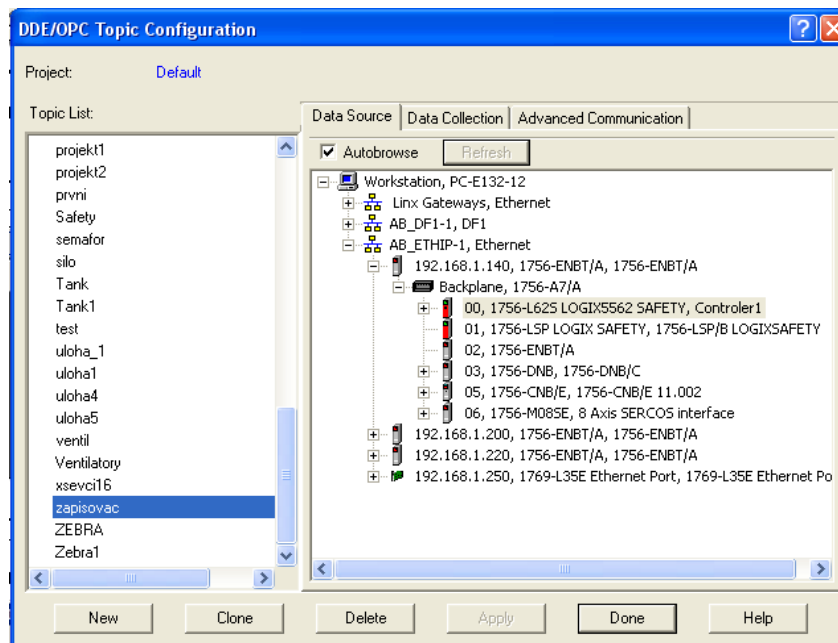 DDE/OPC Topic Configuration
Project: Default
Topic List:
projekt1
projekt2
prvni
Safety
semafor
silo
Tank
Tank1
test
uloha_1
uloha1
uloha4
uloha5
ventil
Ventilatory
xsevci16
zapisovac
ZEBRA
Zebra1
Data Source Data Collection Advanced Communication
Autobrowse Refresh
Workstation, PC-E132-12
Linx Gateways, Ethernet
AB_DF1-1, DF1
AB_ETHIP-1, Ethernet
192.168.1.140, 1756-ENBT/A, 1756-ENBT/A
Backplane, 1756-A7/A
00, 1756-L62S LOGIX5562 SAFETY, Controler1
01, 1756-LSP LOGIX SAFETY, 1756-LSP/B LOGIXSAFETY
02, 1756-ENBT/A
03, 1756-DNB, 1756-DNB/C
05, 1756-CNB/E, 1756-CNB/E 11.002
06, 1756-M08SE, 8 Axis SERCOS interface
192.168.1.200, 1756-ENBT/A, 1756-ENBT/A
192.168.1.220, 1756-ENBT/A, 1756-ENBT/A
192.168.1.250, 1769-L35E Ethernet Port, 1769-L35E Ethernet Po
New Clone Delete Apply Done Help